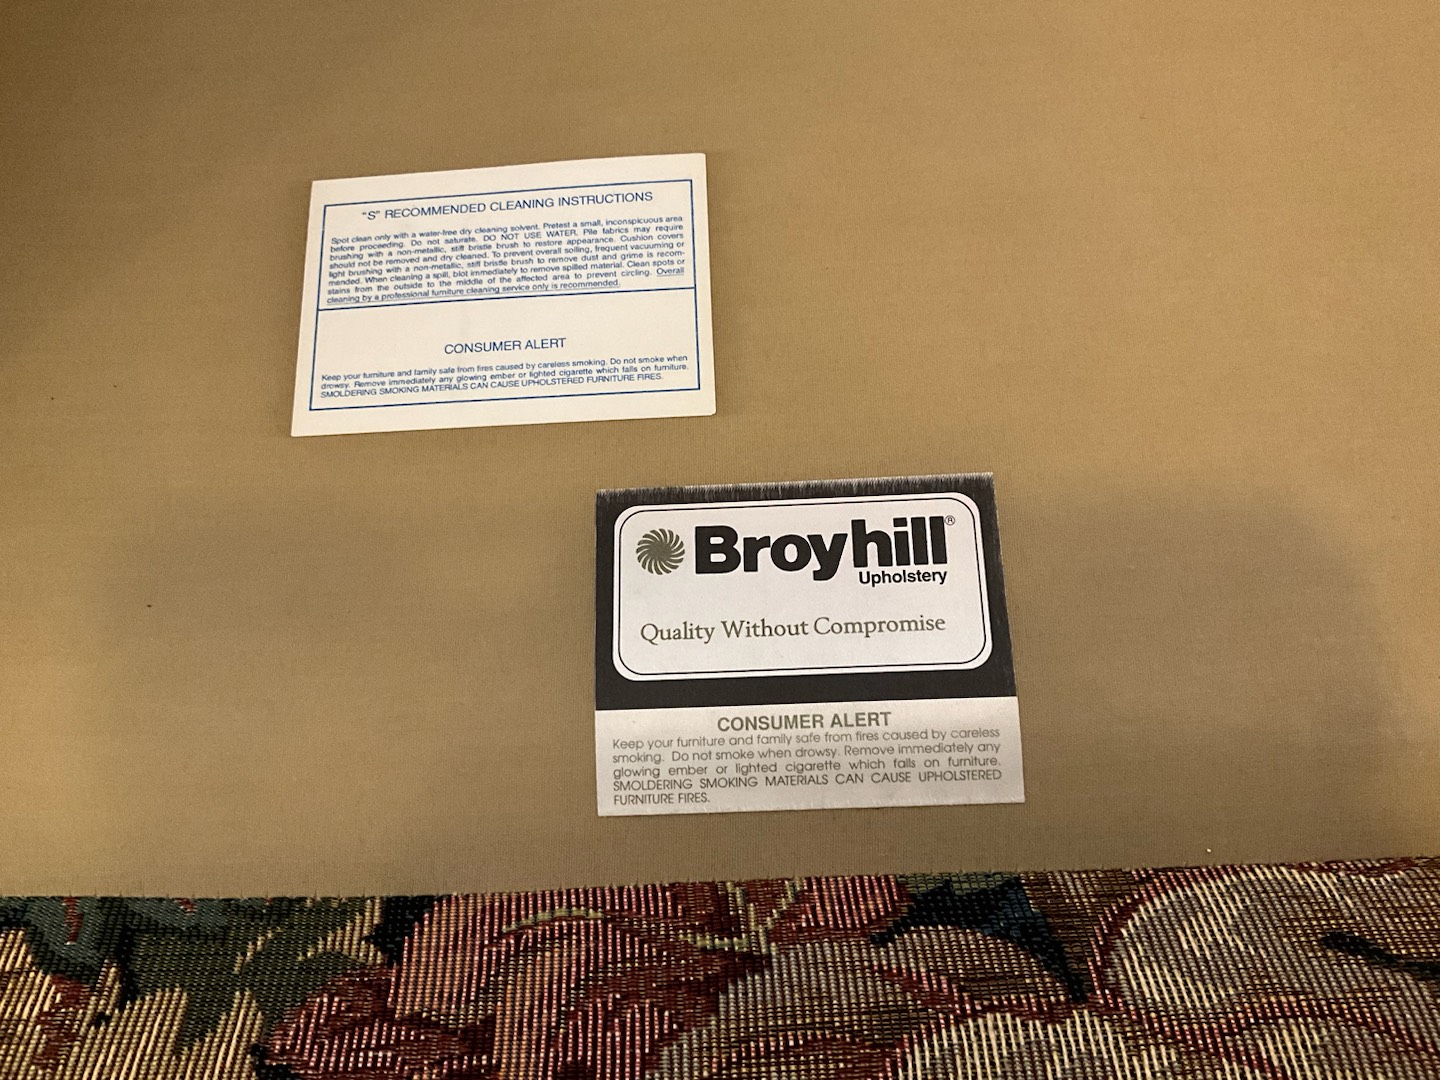 "S" RECOMMENDED CLEANING INSTRUCTIONS
Spot clean only with a water-free dry cleaning solvent. Pretest a small, inconspicuous area
before proceeding. Do not saturate. DO NOT USE WATER. Pile fabrics may require
brushing with a non-metallic, stiff bristle brush to restore appearance. Cushion covers
should not be removed and dry cleaned. To prevent overall soiling, frequent vacuuming or
light brushing with a non-metallic, stiff bristle brush to remove dust and grime is recom-
mended. When cleaning a spill, blot immediately to remove spilled material. Clean spots or
stains from the outside to the middle of the affected area to prevent circling. Overall
cleaning by a professional furniture cleaning service only is recommended.
CONSUMER ALERT
Keep your furniture and family safe from fires caused by careless smoking. Do not smoke when
drowsy. Remove immediately any glowing ember or lighted cigarette which falls on furniture.
SMOLDERING SMOKING MATERIALS CAN CAUSE UPHOLSTERED FURNITURE FIRES.
Broyhill®
Upholstery
Quality Without Compromise
CONSUMER ALERT
Keep your furniture and family safe from fires caused by careless
smoking. Do not smoke when drowsy. Remove immediately any
glowing ember or lighted cigarette which falls on furniture.
SMOLDERING SMOKING MATERIALS CAN CAUSE UPHOLSTERED
FURNITURE FIRES.